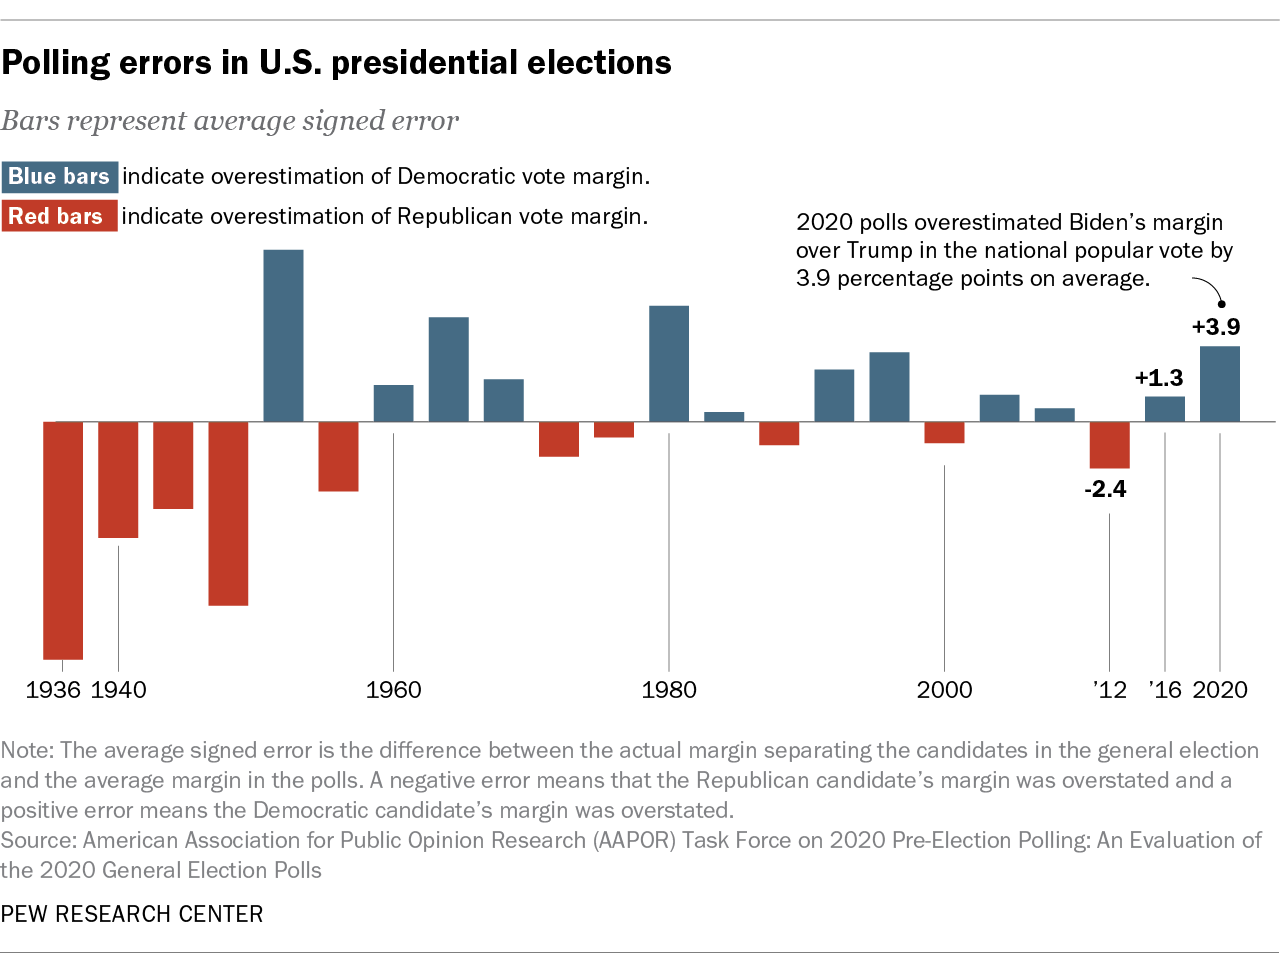 Polling errors in U.S. presidential elections
Bars represent average signed error
Blue bars indicate overestimation of Democratic vote margin.
Red bars indicate overestimation of Republican vote margin.
2020 polls overestimated Biden’s margin
over Trump in the national popular vote by
3.9 percentage points on average.
+3.9
+1.3
-2.4
1936 1940 1960 1980 2000 ’12 ’16 2020
Note: The average signed error is the difference between the actual margin separating the candidates in the general election
and the average margin in the polls. A negative error means that the Republican candidate’s margin was overstated and a
positive error means the Democratic candidate’s margin was overstated.
Source: American Association for Public Opinion Research (AAPOR) Task Force on 2020 Pre-Election Polling: An Evaluation of
the 2020 General Election Polls
PEW RESEARCH CENTER